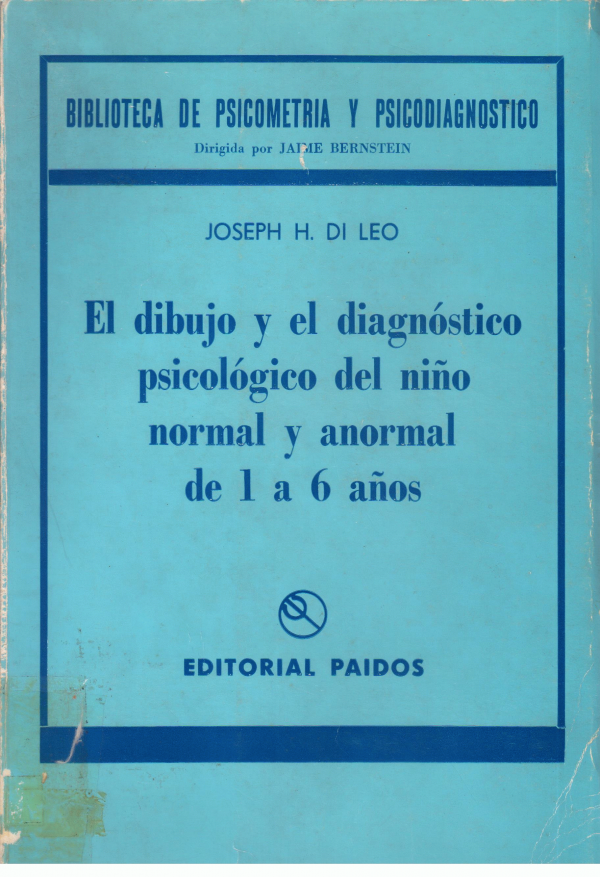 BIBLIOTECA DE PSICOMETRIA Y PSICODIAGNOSTICO
Dirigida por JAIME BERNSTEIN
JOSEPH H. DI LEO
El dibujo y el diagnóstico
psicológico del niño
normal y anormal
de 1 a 6 años
EDITORIAL PAIDOS